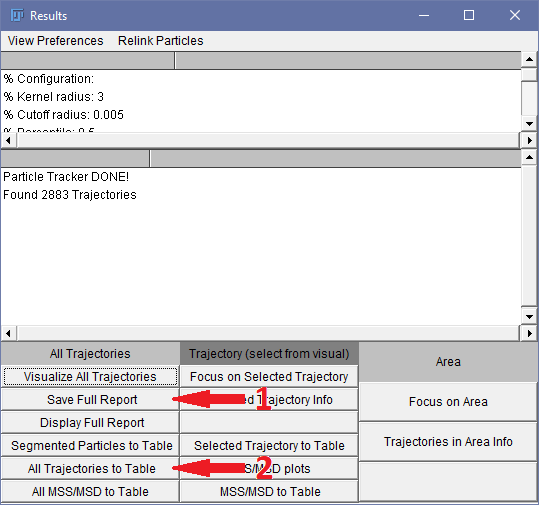 Results
View Preferences Relink Particles
% Configuration:
% Kernel radius: 3
% Cutoff radius: 0.005
% Percentile: 0.5
Particle Tracker DONE!
Found 2883 Trajectories
All Trajectories
Trajectory (select from visual)
Area
Visualize All Trajectories
Focus on Selected Trajectory
Save Full Report
1
Trajectory Info
Focus on Area
Display Full Report
Trajectories in Area Info
Segmented Particles to Table
Selected Trajectory to Table
All Trajectories to Table
2
S/MSD plots
All MSS/MSD to Table
MSS/MSD to Table